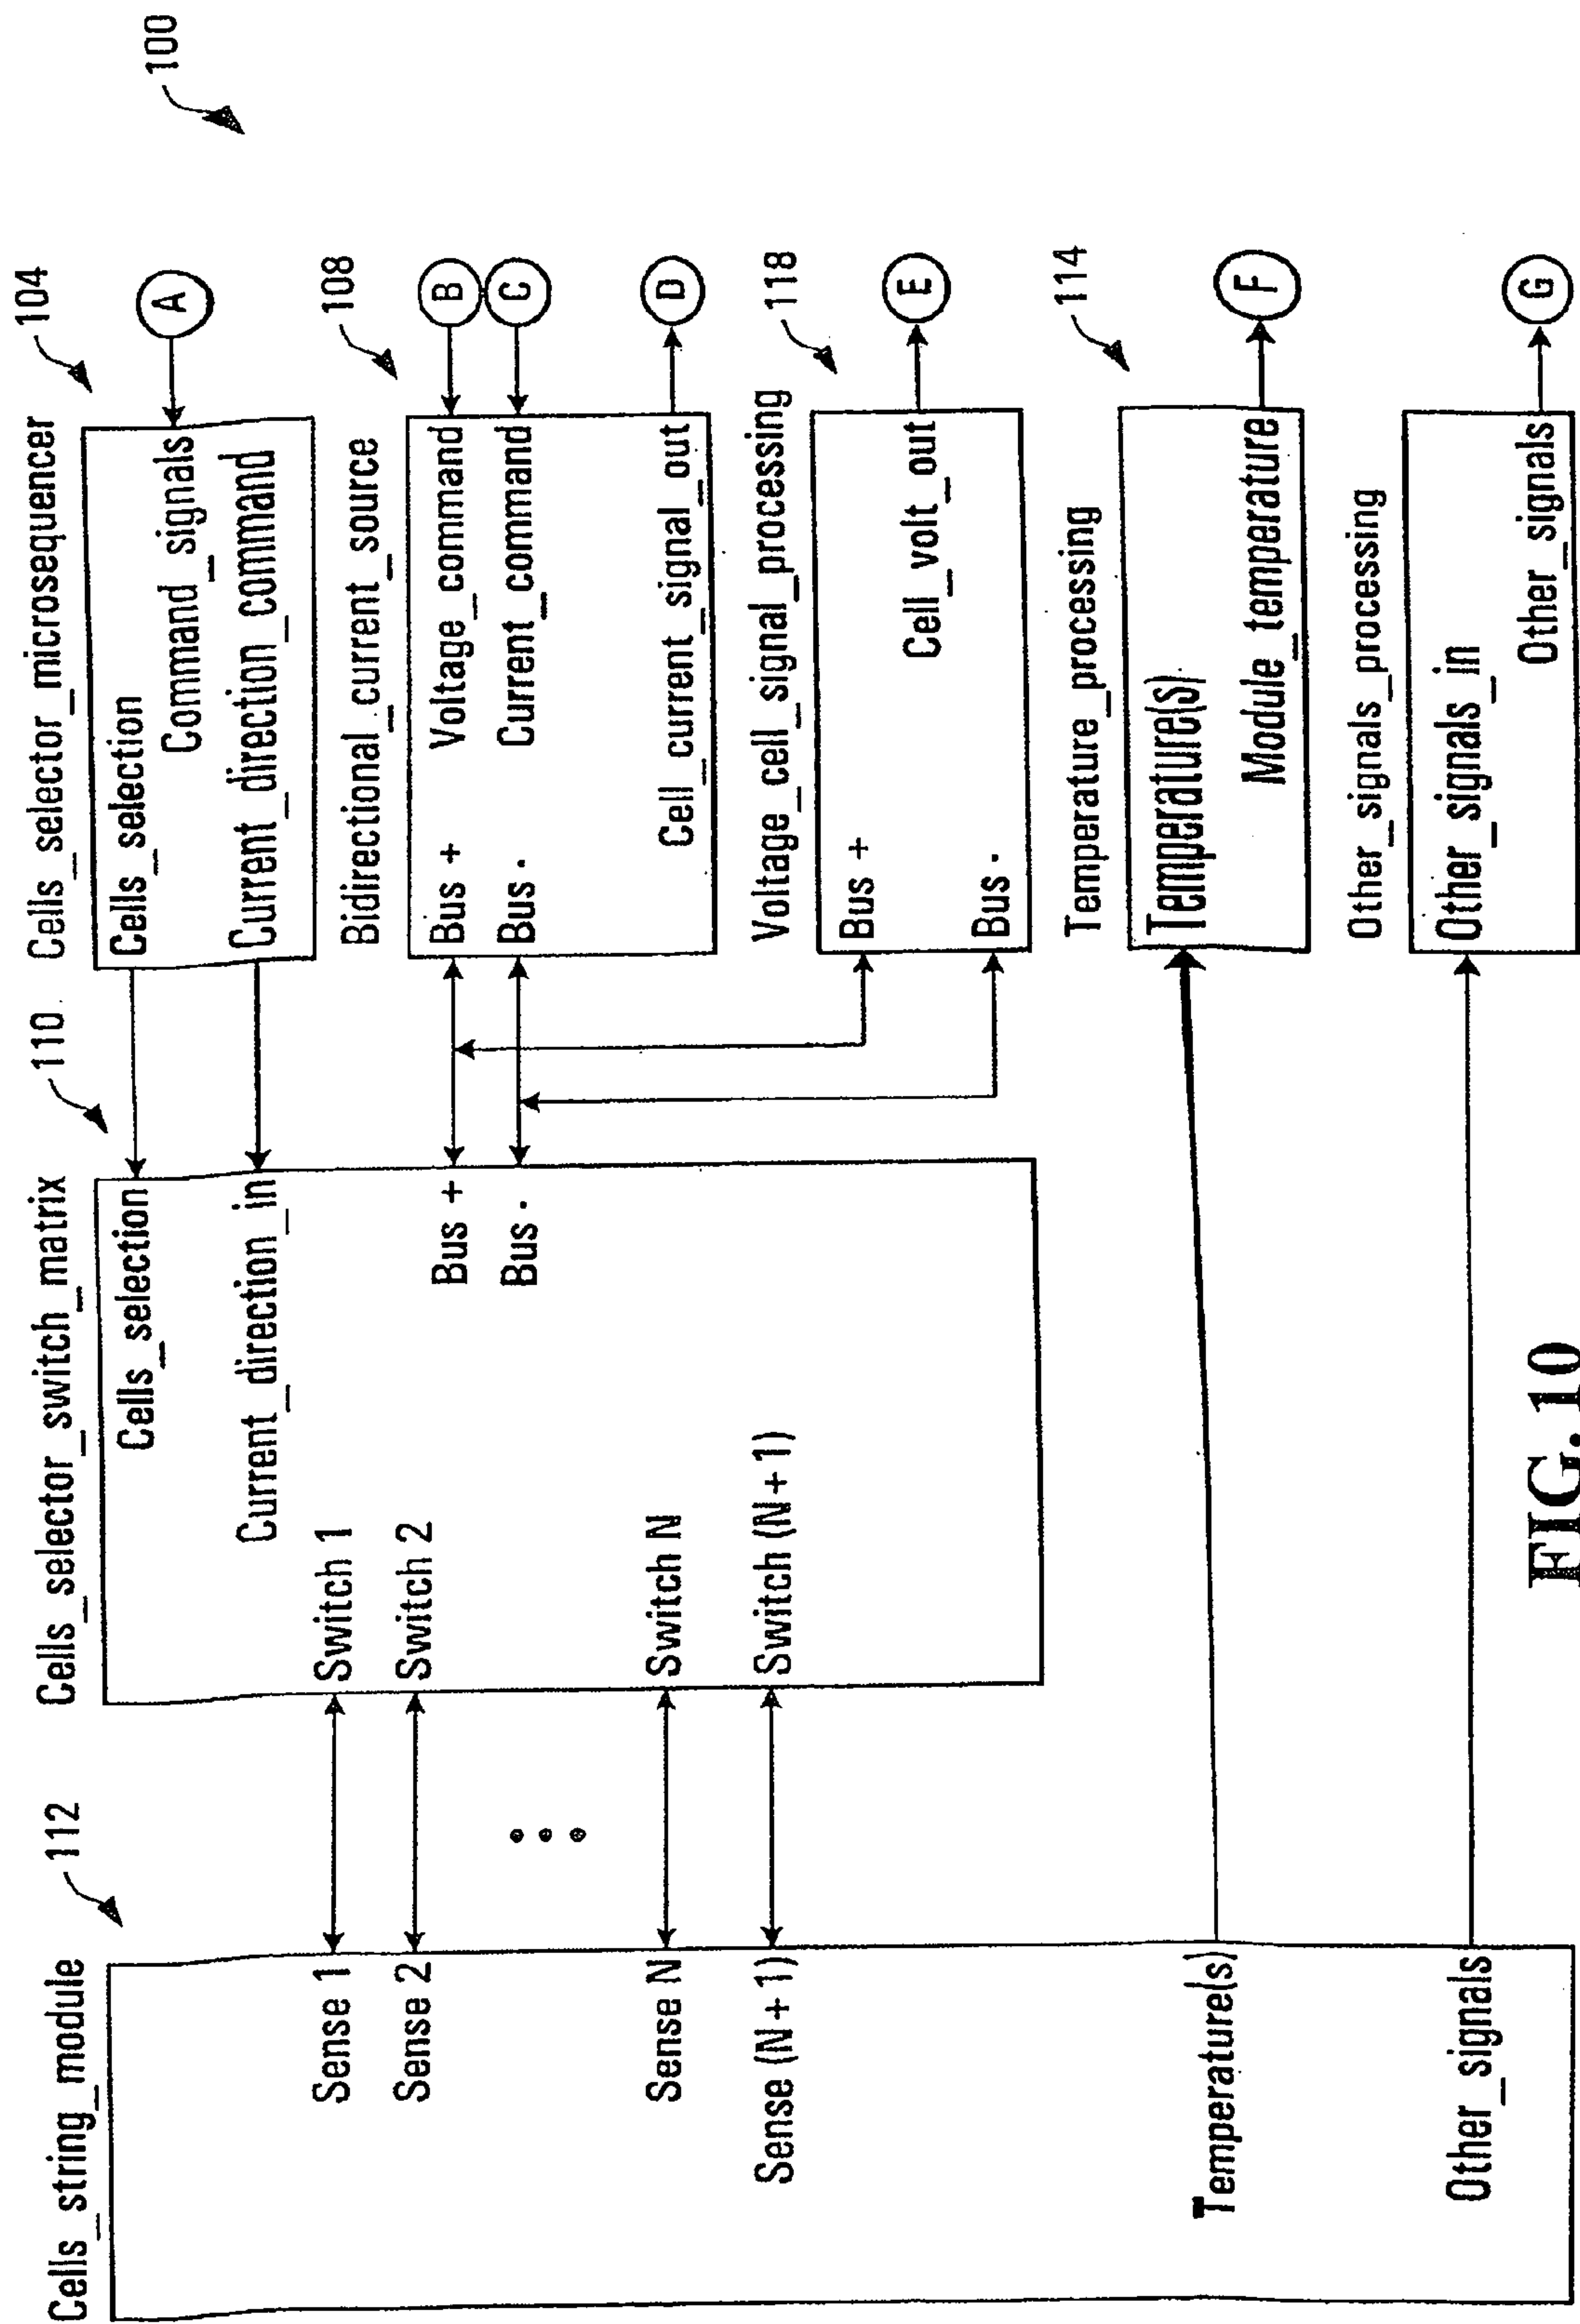 100
Cells_string_module
112
Sense 1
Sense 2
Sense N
Sense (N+1)
Temperature(s)
Other_signals
Cells_selector_switch_matrix
110
Cells_selection
Current_direction_in
Bus +
Bus -
Switch 1
Switch 2
Switch N
Switch (N+1)
Cells_selector_microsequencer
104
Cells_selection
Command_signals
Current_direction_command
A
Bidirectional_current_source
108
Bus +
Voltage_command
B
Bus -
Current_command
C
Cell_current_signal_out
D
Voltage_cell_signal_processing
118
Bus +
Cell_volt_out
E
Bus -
Temperature_processing
114
Temperature(s)
Module_temperature
F
Other_signals_processing
Other_signals_in
Other_signals
G
FIG. 10